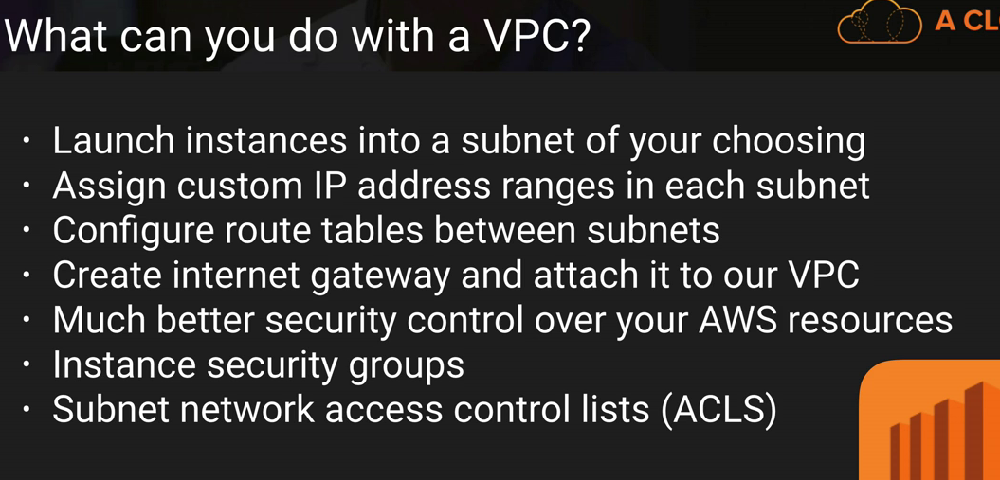 What can you do with a VPC?
A CL
• Launch instances into a subnet of your choosing
• Assign custom IP address ranges in each subnet
• Configure route tables between subnets
• Create internet gateway and attach it to our VPC
• Much better security control over your AWS resources
• Instance security groups
• Subnet network access control lists (ACLS)